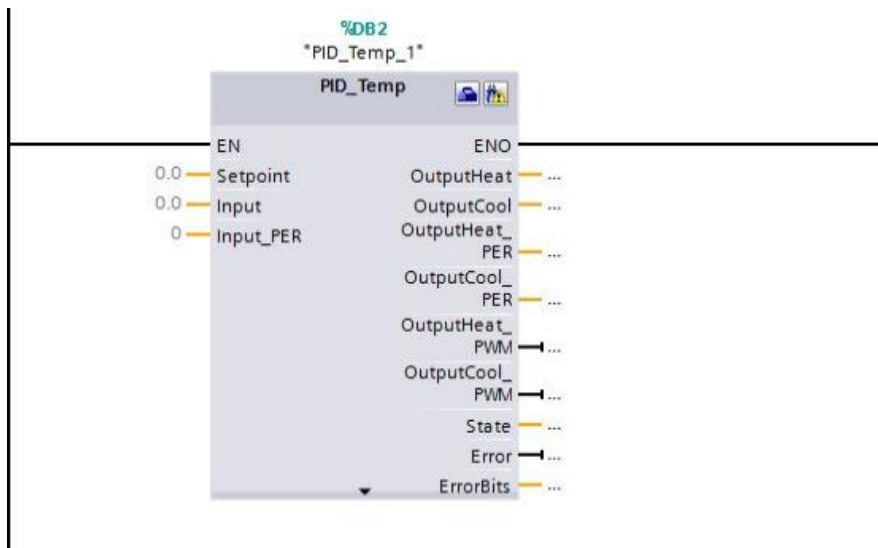 %DB2
"PID_Temp_1"
PID_Temp
EN ENO
0.0 Setpoint OutputHeat ...
0.0 Input OutputCool ...
0 Input_PER OutputHeat_
PER ...
OutputCool_
PER ...
OutputHeat_
PWM ...
OutputCool_
PWM ...
State ...
Error ...
ErrorBits ...